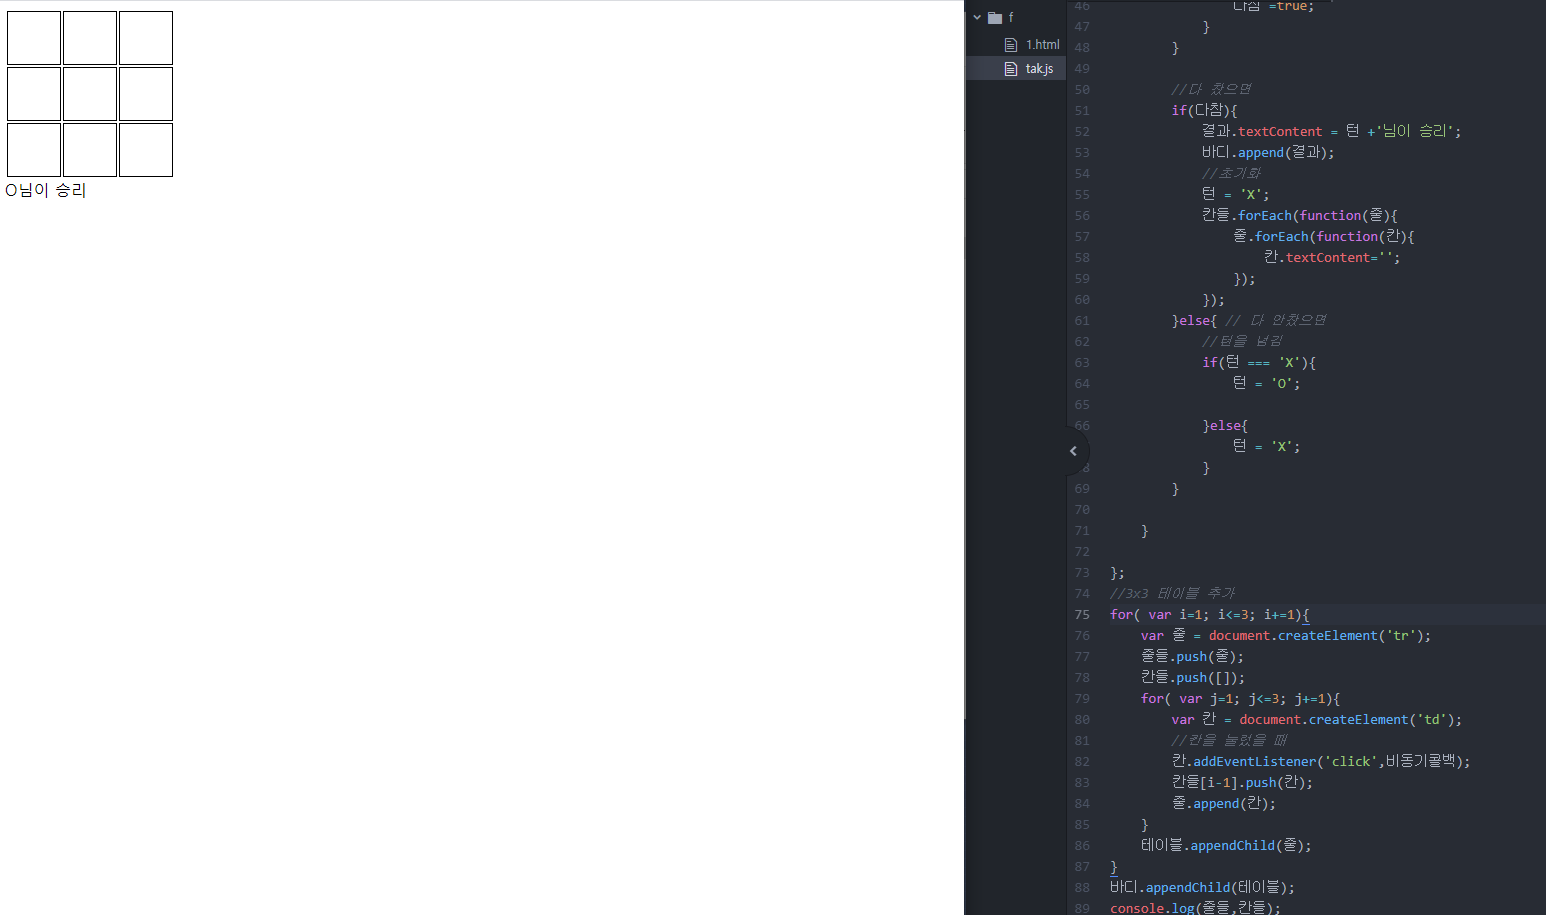 O님이 승리
f
1.html
tak.js
46 다참 =true;
47 }
48 }
49
50 //다 찼으면
51 if(다참){
52 결과.textContent = 턴 +'님이 승리';
53 바디.append(결과);
54 //초기화
55 턴 = 'X';
56 칸들.forEach(function(줄){
57 줄.forEach(function(칸){
58 칸.textContent='';
59 });
60 });
61 }else{ // 다 안찼으면
62 //턴을 넘김
63 if(턴 === 'X'){
64 턴 = 'O';
65
66 }else{
턴 = 'X';
8 }
69 }
70
71 }
72
73 };
74 //3x3 테이블 추가
75 for( var i=1; i<=3; i+=1){
76 var 줄 = document.createElement('tr');
77 줄들.push(줄);
78 칸들.push([]);
79 for( var j=1; j<=3; j+=1){
80 var 칸 = document.createElement('td');
81 //칸을 눌렀을 때
82 칸.addEventListener('click',비동기콜백);
83 칸들[i-1].push(칸);
84 줄.append(칸);
85 }
86 테이블.appendChild(줄);
87 }
88 바디.appendChild(테이블);
89 console.log(줄들,칸들);